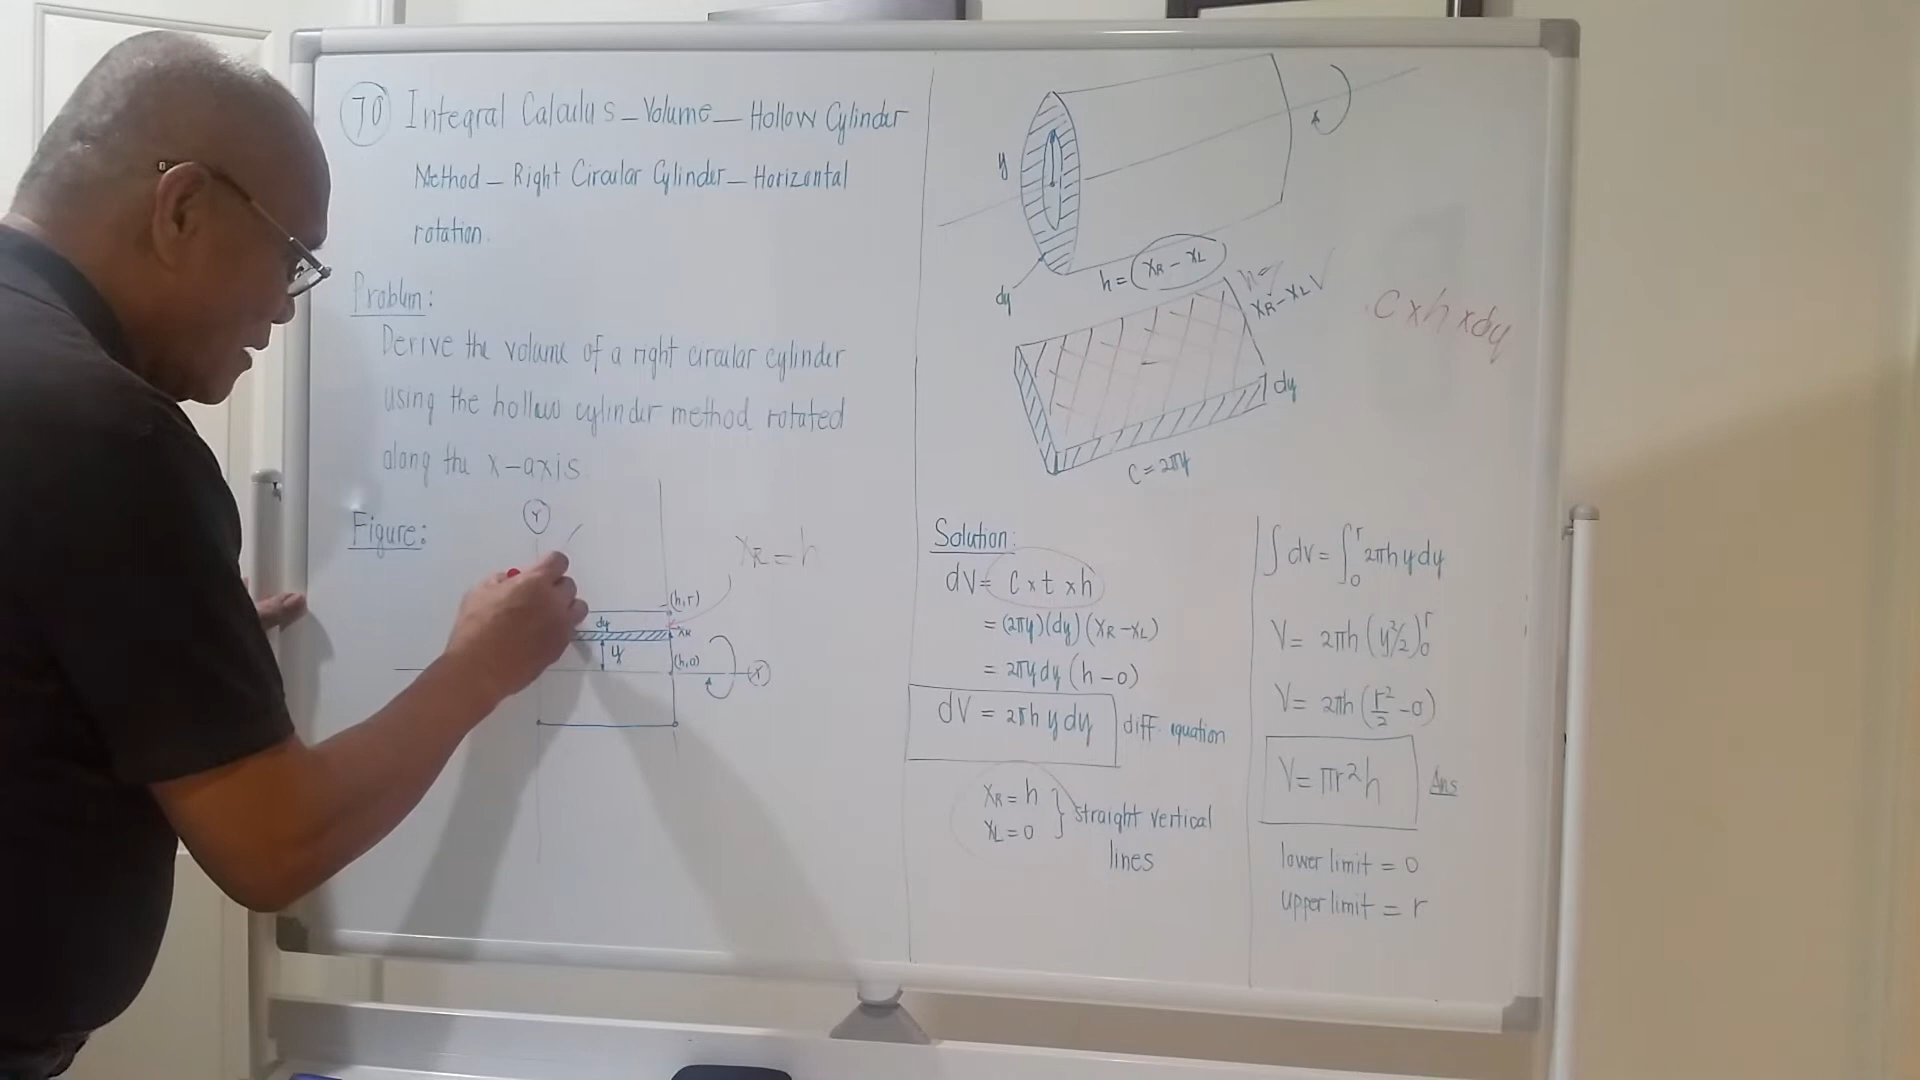 70 Integral Calculus – Volume – Hollow Cylinder
Method – Right Circular Cylinder – Horizontal
rotation.
Problem:
Derive the volume of a right circular cylinder
using the hollow cylinder method rotated
along the x-axis
Figure:
Y
XR = h
(h,r)
dy
XR
y
(h,0)
X
y
dy
h = (XR – XL)
h =
XR – XL
C x h x dy
dy
C = 2πy
Solution:
dV = C x t x h
= (2πy)(dy)(XR – XL)
= 2πy dy (h – 0)
dV = 2πh y dy diff. equation
XR = h
XL = 0
} straight vertical
lines
∫ dv = ∫₀ʳ 2πh y dy
V = 2πh (y²/2)₀ʳ
V = 2πh (r²/2 – 0)
V = πr²h Ans
lower limit = 0
upper limit = r